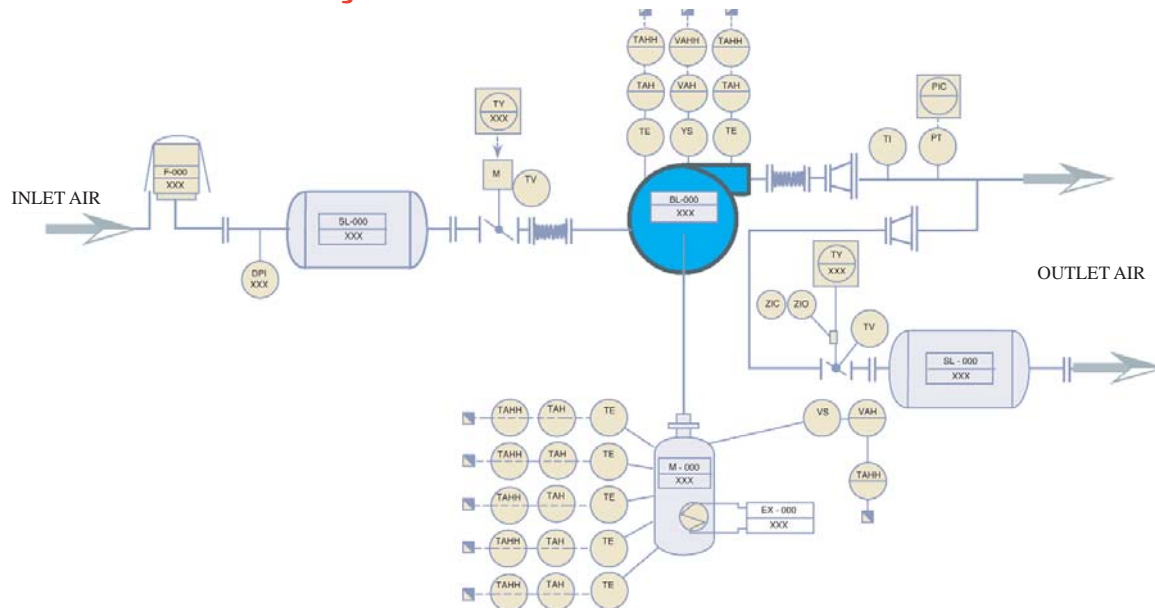 TAHH
VAHH
TAHH
TAH
VAH
TAH
TE
YS
TE
TY
XXX
M
TV
PIC
TI
PT
F-000
XXX
INLET AIR
SL-000
XXX
DPI
XXX
BL-000
XXX
TY
XXX
OUTLET AIR
ZIC
ZIO
TV
SL - 000
XXX
TAHH
TAH
TE
VS
VAH
TAHH
TAH
TE
M - 000
XXX
TAHH
TAHH
TAH
TE
EX - 000
XXX
TAHH
TAH
TE
TAHH
TAH
TE